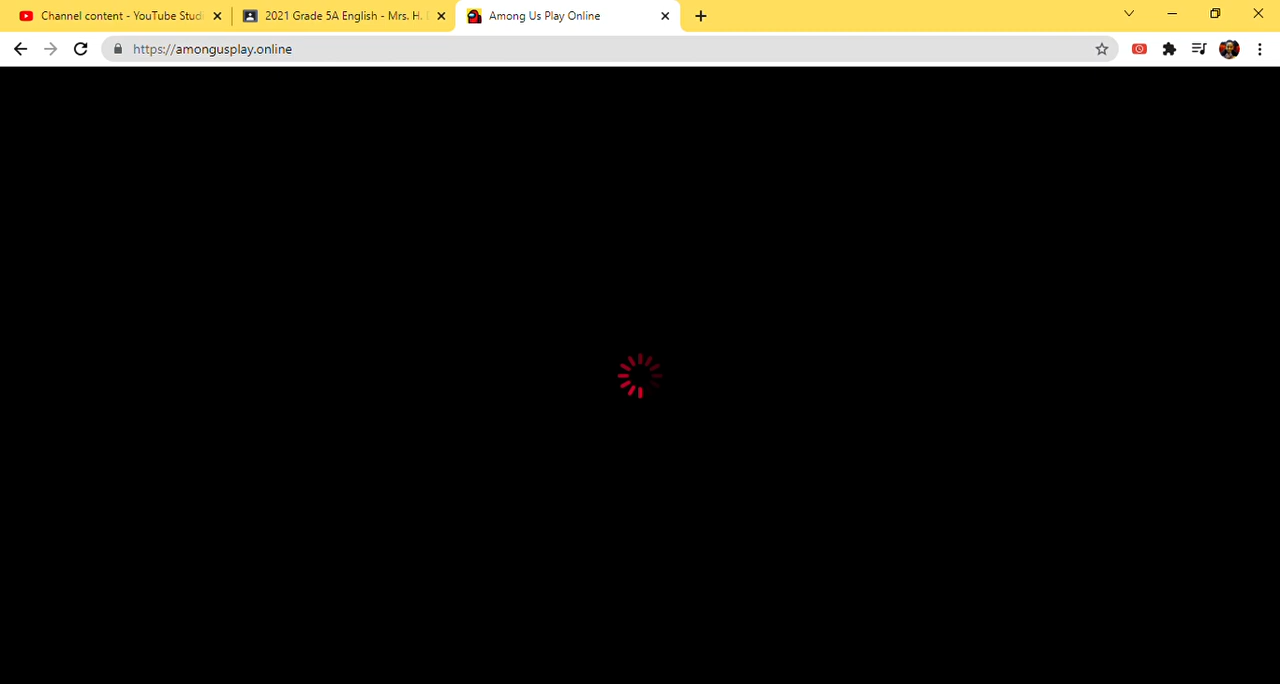 Channel content - YouTube Studi
2021 Grade 5A English - Mrs. H.
Among Us Play Online
https://amongusplay.online